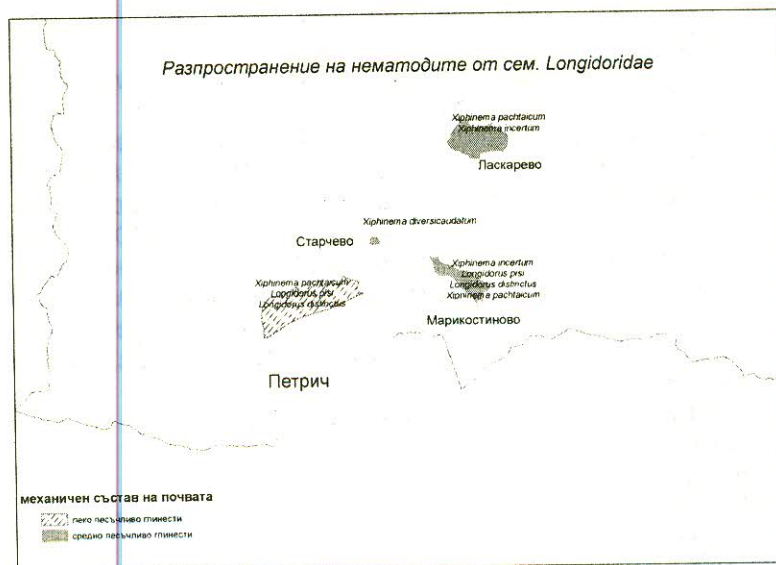 Разпространение на нематодите от сем. Longidoridae
Xiphinema pachtaicum
Xiphinema incertum
Ласкарево
Xiphinema diversicaudatum
Старчево
Xiphinema incertum
Longidorus pisi
Longidorus distinctus
Xiphinema pachtaicum
Марикостиново
Xiphinema pachtaicum
Longidorus pisi
Longidorus distinctus
Петрич
механичен състав на почвата
леко песъчливо глинести
средно песъчливо глинести